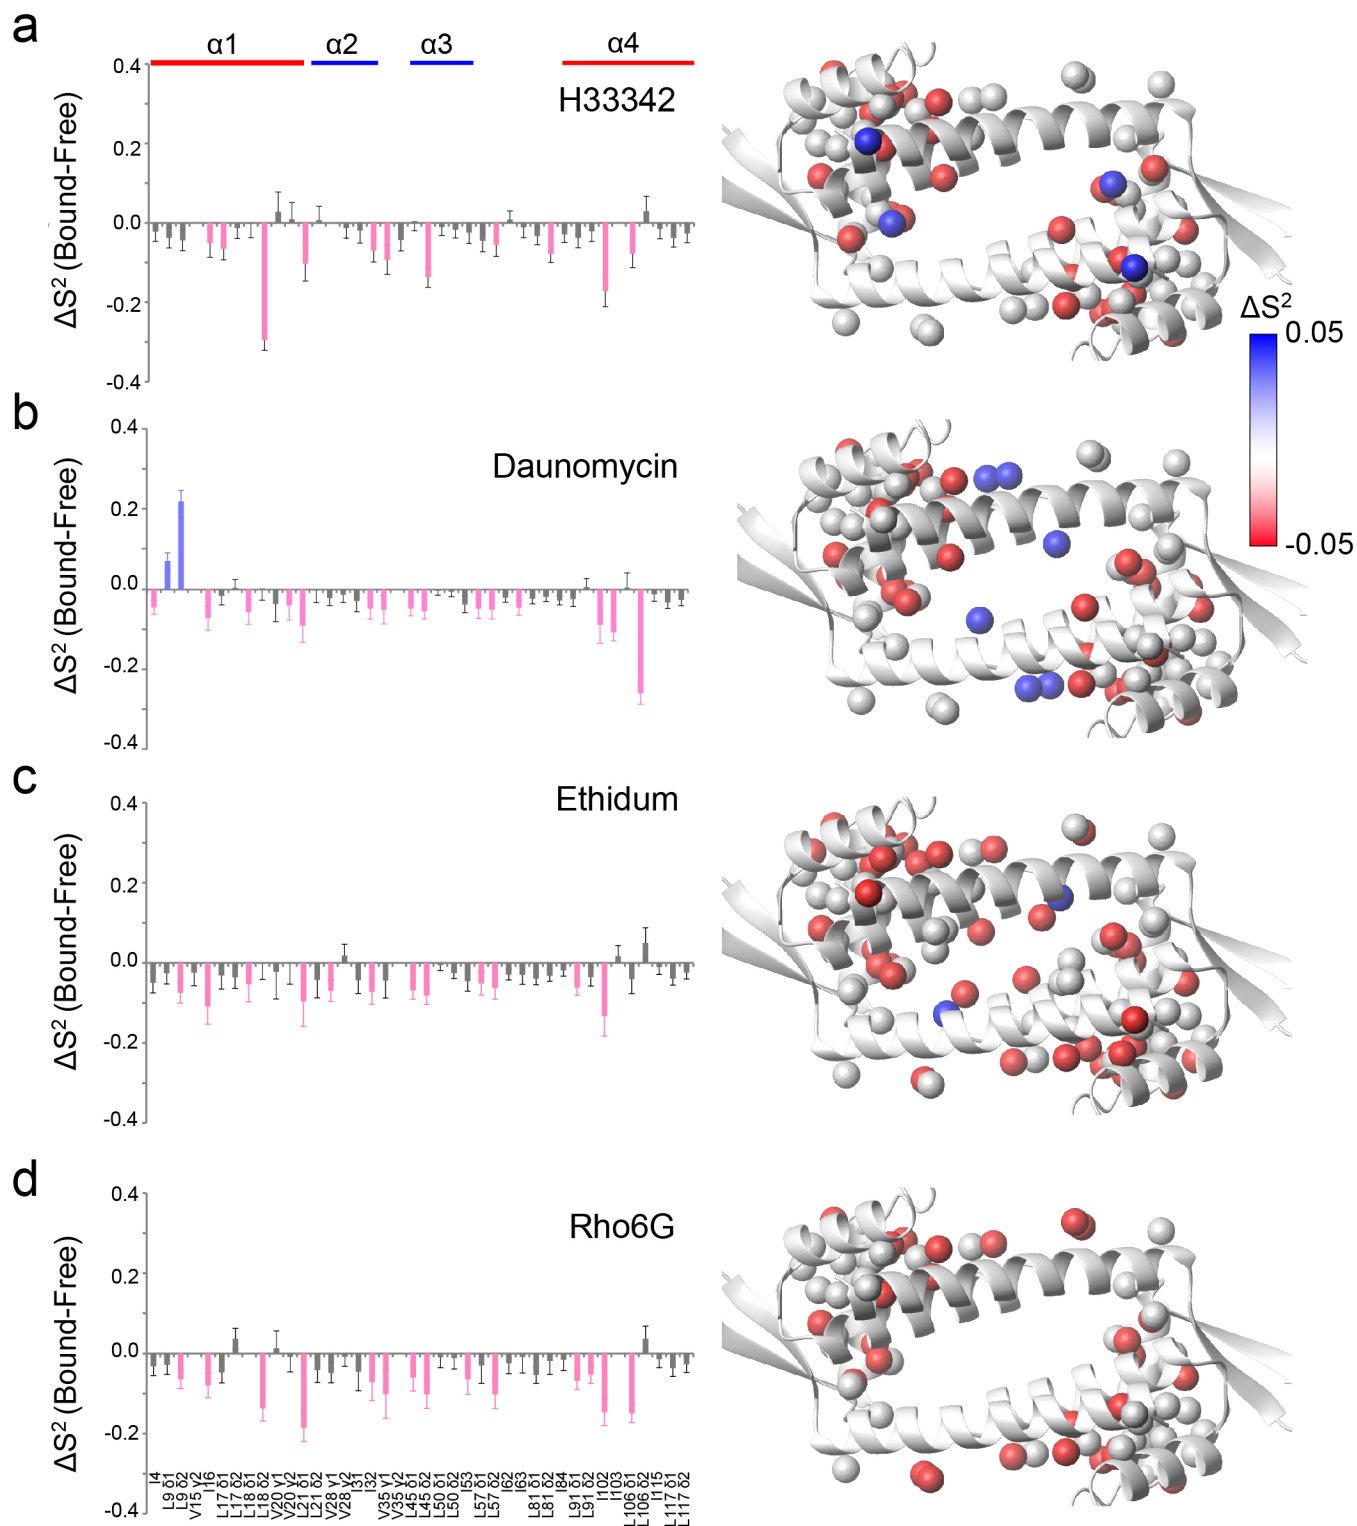 a
α1
α2
α3
α4
0.4
0.2
0.0
-0.2
-0.4
ΔS² (Bound-Free)
H33342
ΔS²
0.05
-0.05
b
0.4
0.2
0.0
-0.2
-0.4
ΔS² (Bound-Free)
Daunomycin
c
0.4
0.2
0.0
-0.2
-0.4
ΔS² (Bound-Free)
Ethidum
d
0.4
0.2
0.0
-0.2
-0.4
ΔS² (Bound-Free)
Rho6G
I4
L9 δ1
L9 δ2
V15 γ2
I16
L17 δ1
L17 δ2
L18 δ1
L18 δ2
V20 γ1
V20 γ2
L21 δ1
L21 δ2
V28 γ1
V28 γ2
I31
I32
V35 γ1
V35 γ2
L45 δ1
L45 δ2
L50 δ1
L50 δ2
I53
L57 δ1
L57 δ2
I62
I63
L81 δ1
L81 δ2
I84
L91 δ1
L91 δ2
I102
I103
L106 δ1
L106 δ2
I115
L117 δ1
L117 δ2